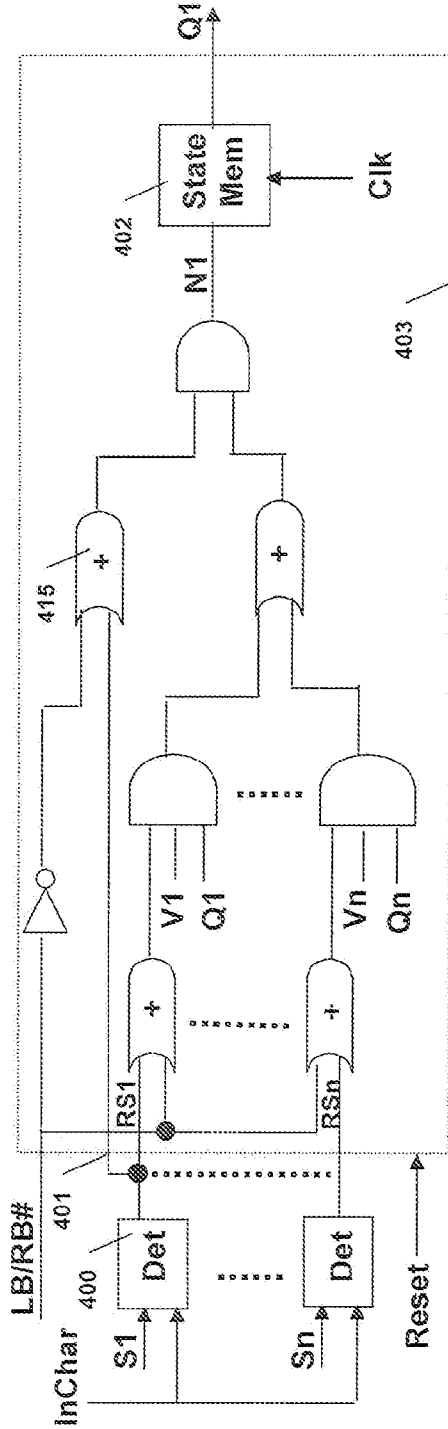 LB/RB#
InChar
401
400
S1
Det
RS1
+
V1
Q1
415
+
+
N1
402
State
Mem
Q1
Clk
403
Sn
Det
RSn
+
Vn
Qn
Reset